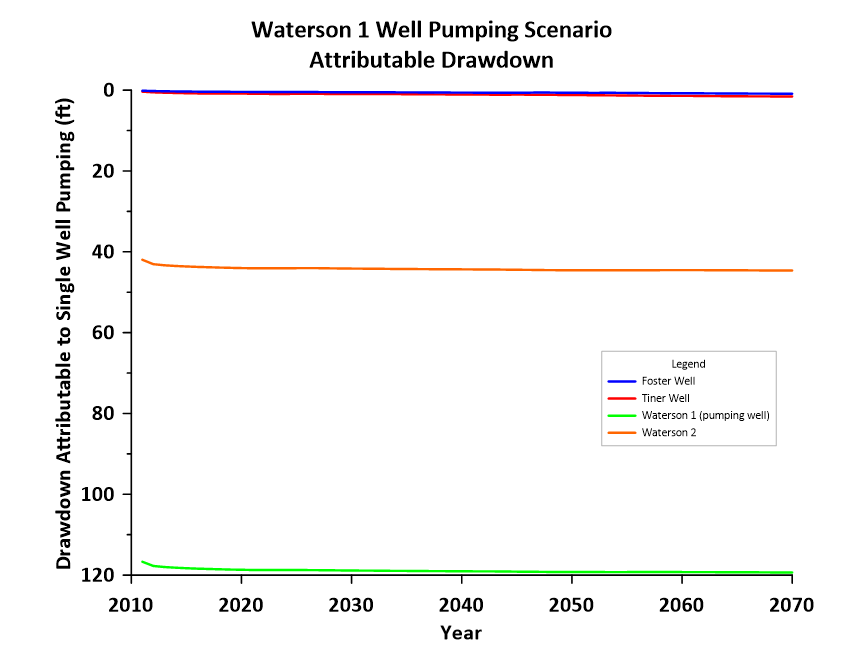 Waterson 1 Well Pumping Scenario
Attributable Drawdown
Drawdown Attributable to Single Well Pumping (ft)
0
20
40
60
80
100
120
Legend
Foster Well
Tiner Well
Waterson 1 (pumping well)
Waterson 2
2010 2020 2030 2040 2050 2060 2070
Year